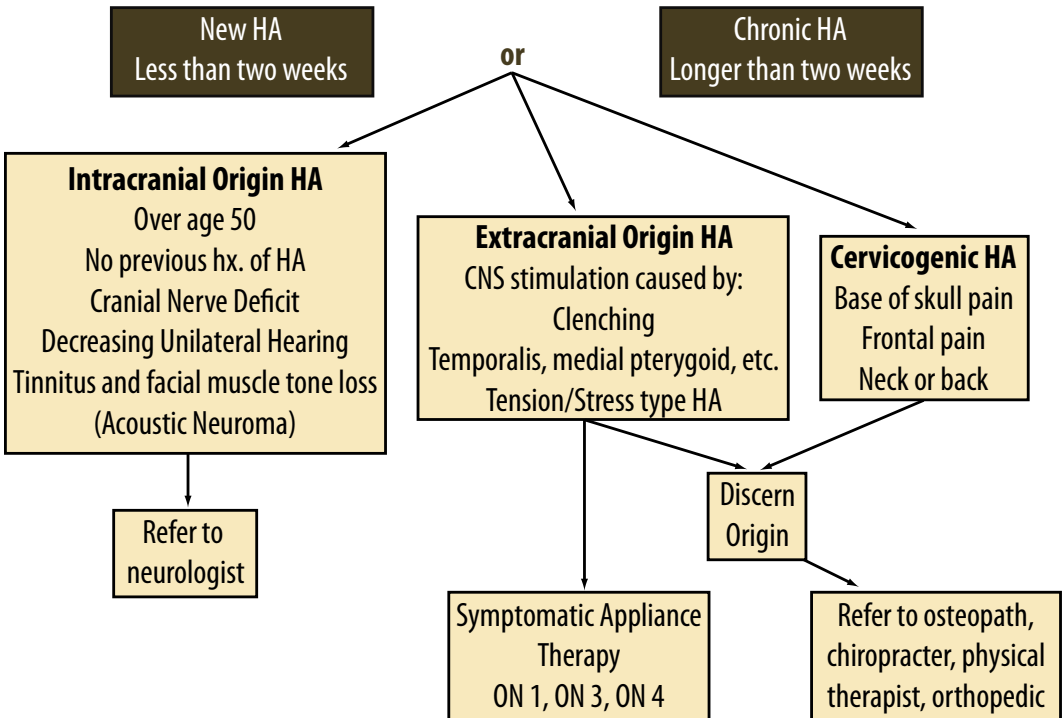 New HA
Less than two weeks
or
Chronic HA
Longer than two weeks
Intracranial Origin HA
Over age 50
No previous hx. of HA
Cranial Nerve Deficit
Decreasing Unilateral Hearing
Tinnitus and facial muscle tone loss
(Acoustic Neuroma)
Extracranial Origin HA
CNS stimulation caused by:
Clenching
Temporalis, medial pterygoid, etc.
Tension/Stress type HA
Cervicogenic HA
Base of skull pain
Frontal pain
Neck or back
Refer to
neurologist
Discern
Origin
Symptomatic Appliance
Therapy
ON 1, ON 3, ON 4
Refer to osteopath,
chiropracter, physical
therapist, orthopedic